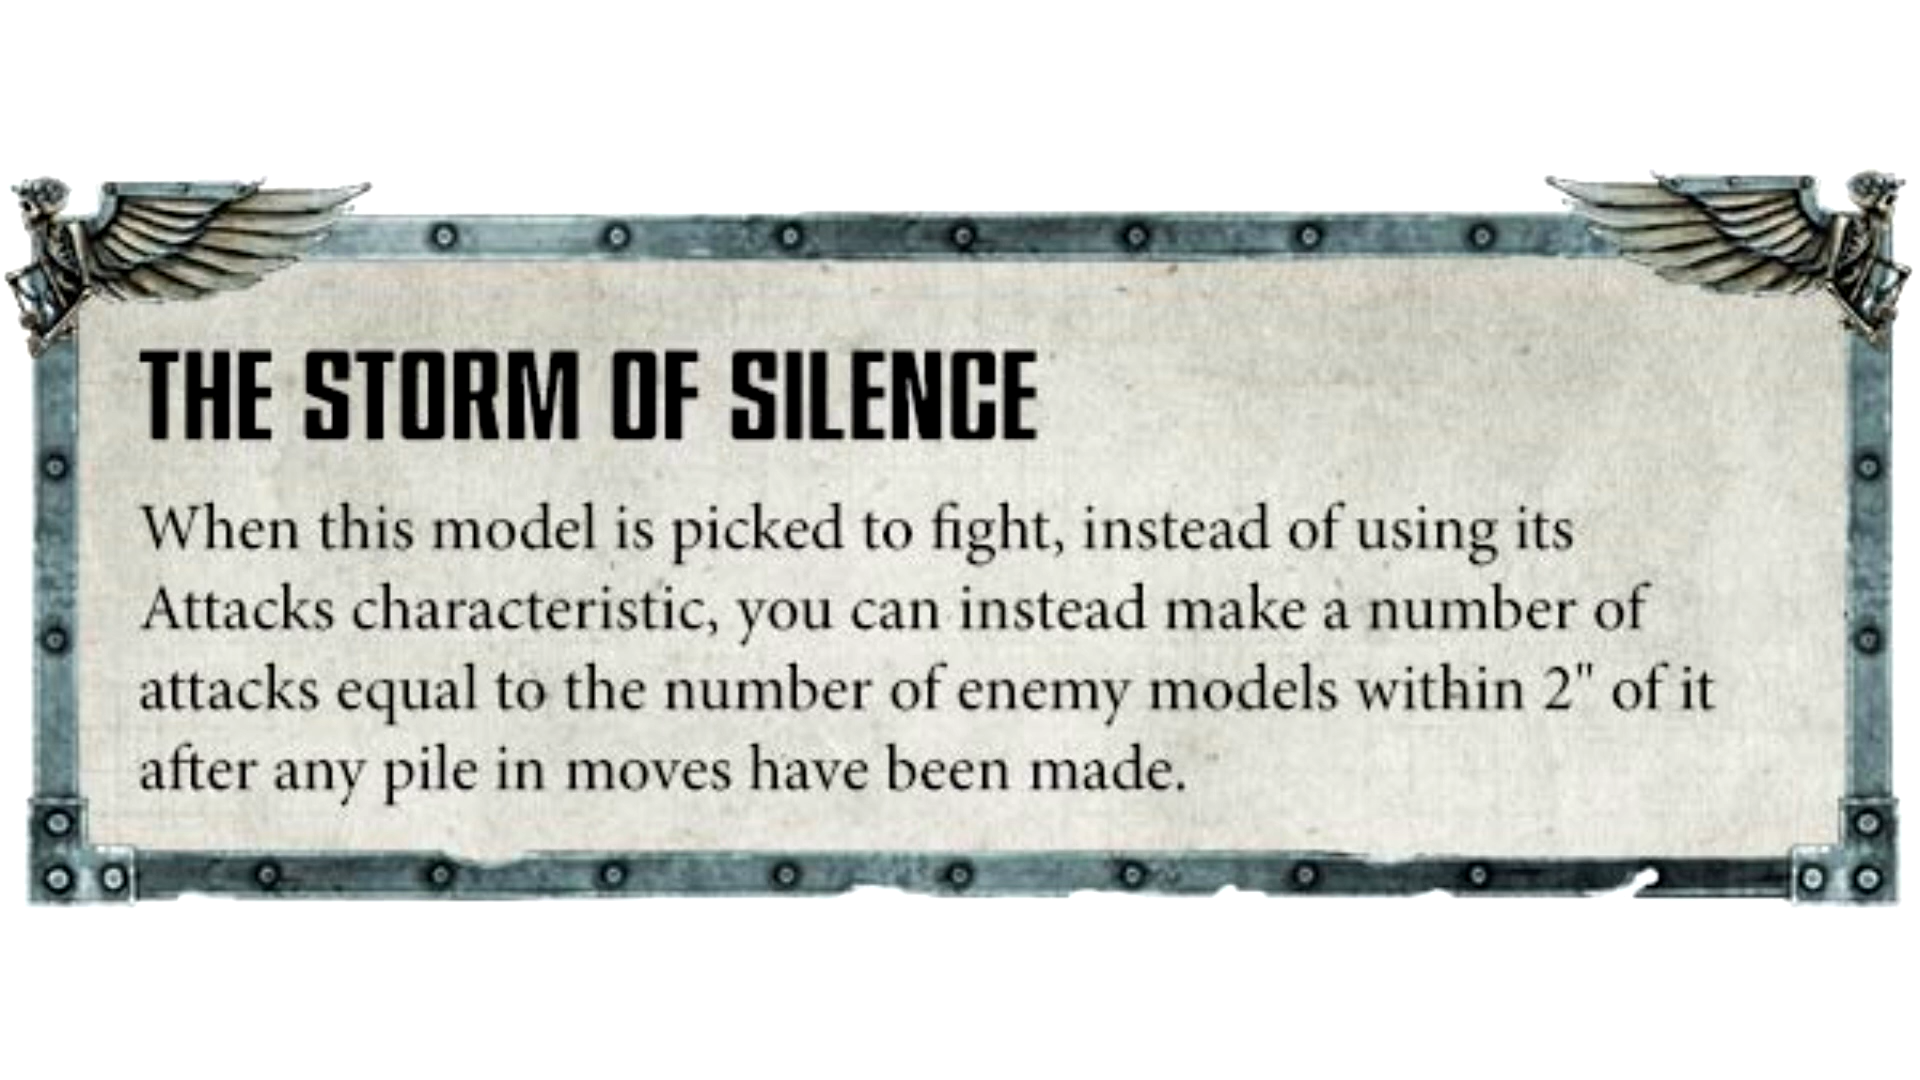 THE STORM OF SILENCE
When this model is picked to fight, instead of using its
Attacks characteristic, you can instead make a number of
attacks equal to the number of enemy models within 2" of it
after any pile in moves have been made.